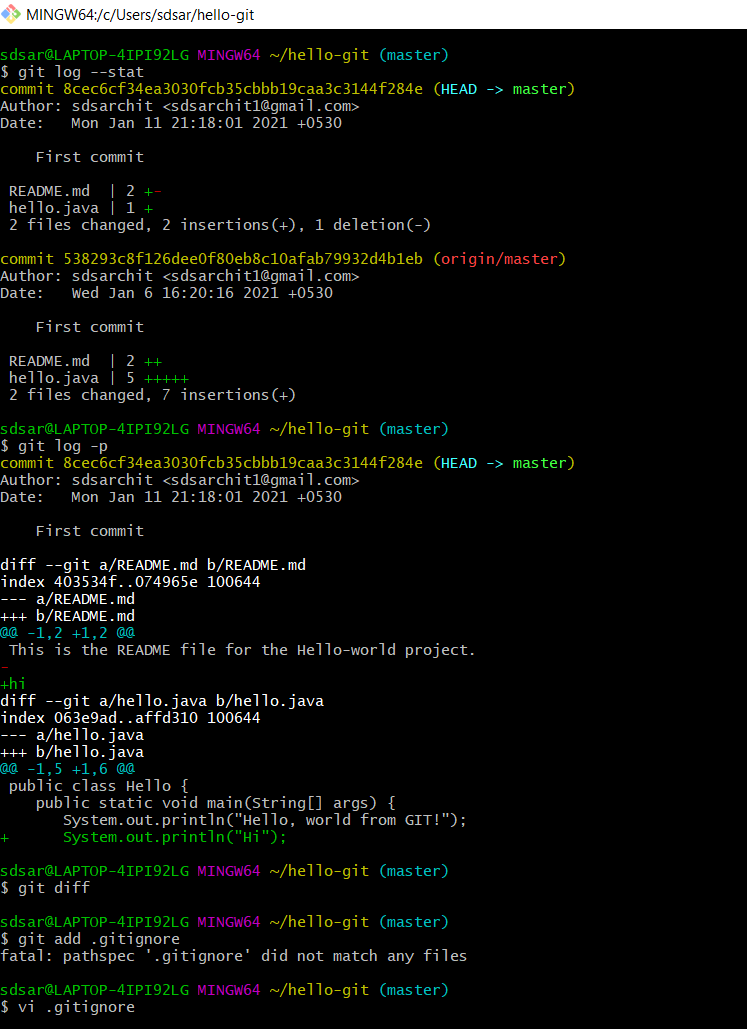 MINGW64:/c/Users/sdsar/hello-git
sdsar@LAPTOP-4IPI92LG MINGW64 ~/hello-git (master)
$ git log --stat
commit 8cec6cf34ea3030fcb35cbbb19caa3c3144f284e (HEAD -> master)
Author: sdsarchit <sdsarchit1@gmail.com>
Date:   Mon Jan 11 21:18:01 2021 +0530
    First commit
 README.md  | 2 +-
 hello.java | 1 +
 2 files changed, 2 insertions(+), 1 deletion(-)
commit 538293c8f126dee0f80eb8c10afab79932d4b1eb (origin/master)
Author: sdsarchit <sdsarchit1@gmail.com>
Date:   Wed Jan 6 16:20:16 2021 +0530
    First commit
 README.md  | 2 ++
 hello.java | 5 +++++
 2 files changed, 7 insertions(+)
sdsar@LAPTOP-4IPI92LG MINGW64 ~/hello-git (master)
$ git log -p
commit 8cec6cf34ea3030fcb35cbbb19caa3c3144f284e (HEAD -> master)
Author: sdsarchit <sdsarchit1@gmail.com>
Date:   Mon Jan 11 21:18:01 2021 +0530
    First commit
diff --git a/README.md b/README.md
index 403534f..074965e 100644
--- a/README.md
+++ b/README.md
@@ -1,2 +1,2 @@
 This is the README file for the Hello-world project.
-
+hi
diff --git a/hello.java b/hello.java
index 063e9ad..affd310 100644
--- a/hello.java
+++ b/hello.java
@@ -1,5 +1,6 @@
 public class Hello {
    public static void main(String[] args) {
       System.out.println("Hello, world from GIT!");
+      System.out.println("Hi");
sdsar@LAPTOP-4IPI92LG MINGW64 ~/hello-git (master)
$ git diff
sdsar@LAPTOP-4IPI92LG MINGW64 ~/hello-git (master)
$ git add .gitignore
fatal: pathspec '.gitignore' did not match any files
sdsar@LAPTOP-4IPI92LG MINGW64 ~/hello-git (master)
$ vi .gitignore